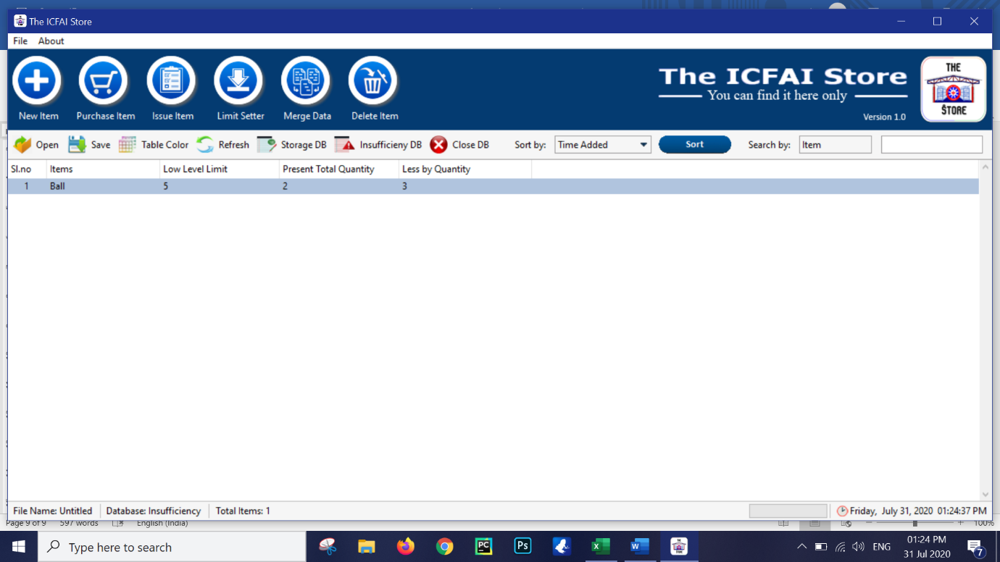 The ICFAI Store
File About
New Item Purchase Item Issue Item Limit Setter Merge Data Delete Item
The ICFAI Store
You can find it here only
Version 1.0
THE
STORE
Open Save Table Color Refresh Storage DB Insufficieny DB Close DB Sort by: Time Added Sort Search by: Item
Sl.no Items Low Level Limit Present Total Quantity Less by Quantity
1 Ball 5 2 3
File Name: Untitled Database: Insufficiency Total Items: 1 Friday, July 31, 2020 01:24:37 PM
Page 9 of 9 597 words English (India) 100%
Type here to search PC Ps X W THE STORE ENG 01:24 PM
31 Jul 2020 7